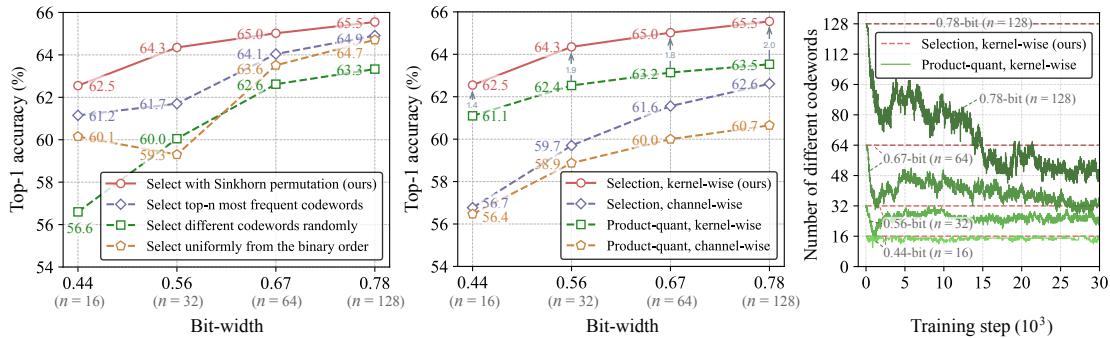 Top-1 accuracy (%)
66
64
62
60
58
56
54
62.5
64.3
65.0
65.5
61.2
61.7
64.1
64.9
60.1
59.3
63.6
64.7
56.6
60.0
62.6
63.3
Select with Sinkhorn permutation (ours)
Select top-n most frequent codewords
Select different codewords randomly
Select uniformly from the binary order
0.44 0.56 0.67 0.78
(n = 16) (n = 32) (n = 64) (n = 128)
Bit-width
Top-1 accuracy (%)
66
64
62
60
58
56
54
62.5
64.3
65.0
65.5
1.4
1.9
1.8
2.0
61.1
62.4
63.2
63.5
56.7
59.7
61.6
62.6
56.4
58.9
60.0
60.7
Selection, kernel-wise (ours)
Selection, channel-wise
Product-quant, kernel-wise
Product-quant, channel-wise
0.44 0.56 0.67 0.78
(n = 16) (n = 32) (n = 64) (n = 128)
Bit-width
Number of different codewords
128
112
96
80
64
48
32
16
0
0.78-bit (n = 128)
Selection, kernel-wise (ours)
Product-quant, kernel-wise
0.78-bit (n = 128)
0.67-bit (n = 64)
0.56-bit (n = 32)
0.44-bit (n = 16)
0 5 10 15 20 25 30
Training step (10³)